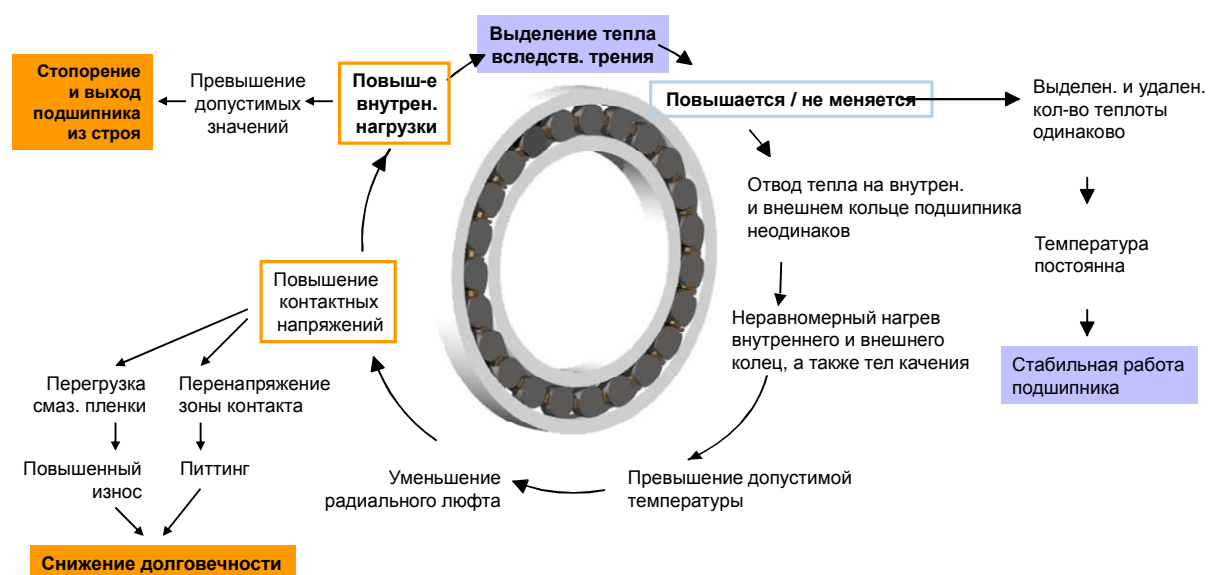 Выделение тепла
вследств. трения
Стопорение
и выход
подшипника
из строя
Превышение
допустимых
значений
Повыш-е
внутрен.
нагрузки
Повышается / не меняется
Выделен. и удален.
кол-во теплоты
одинаково
Отвод тепла на внутрен.
и внешнем кольце подшипника
неодинаков
Температура
постоянна
Повышение
контактных
напряжений
Неравномерный нагрев
внутреннего и внешнего
колец, а также тел качения
Стабильная работа
подшипника
Перегрузка
смаз. пленки
Перенапряжение
зоны контакта
Повышенный
износ
Питтинг
Уменьшение
радиального люфта
Превышение допустимой
температуры
Снижение долговечности